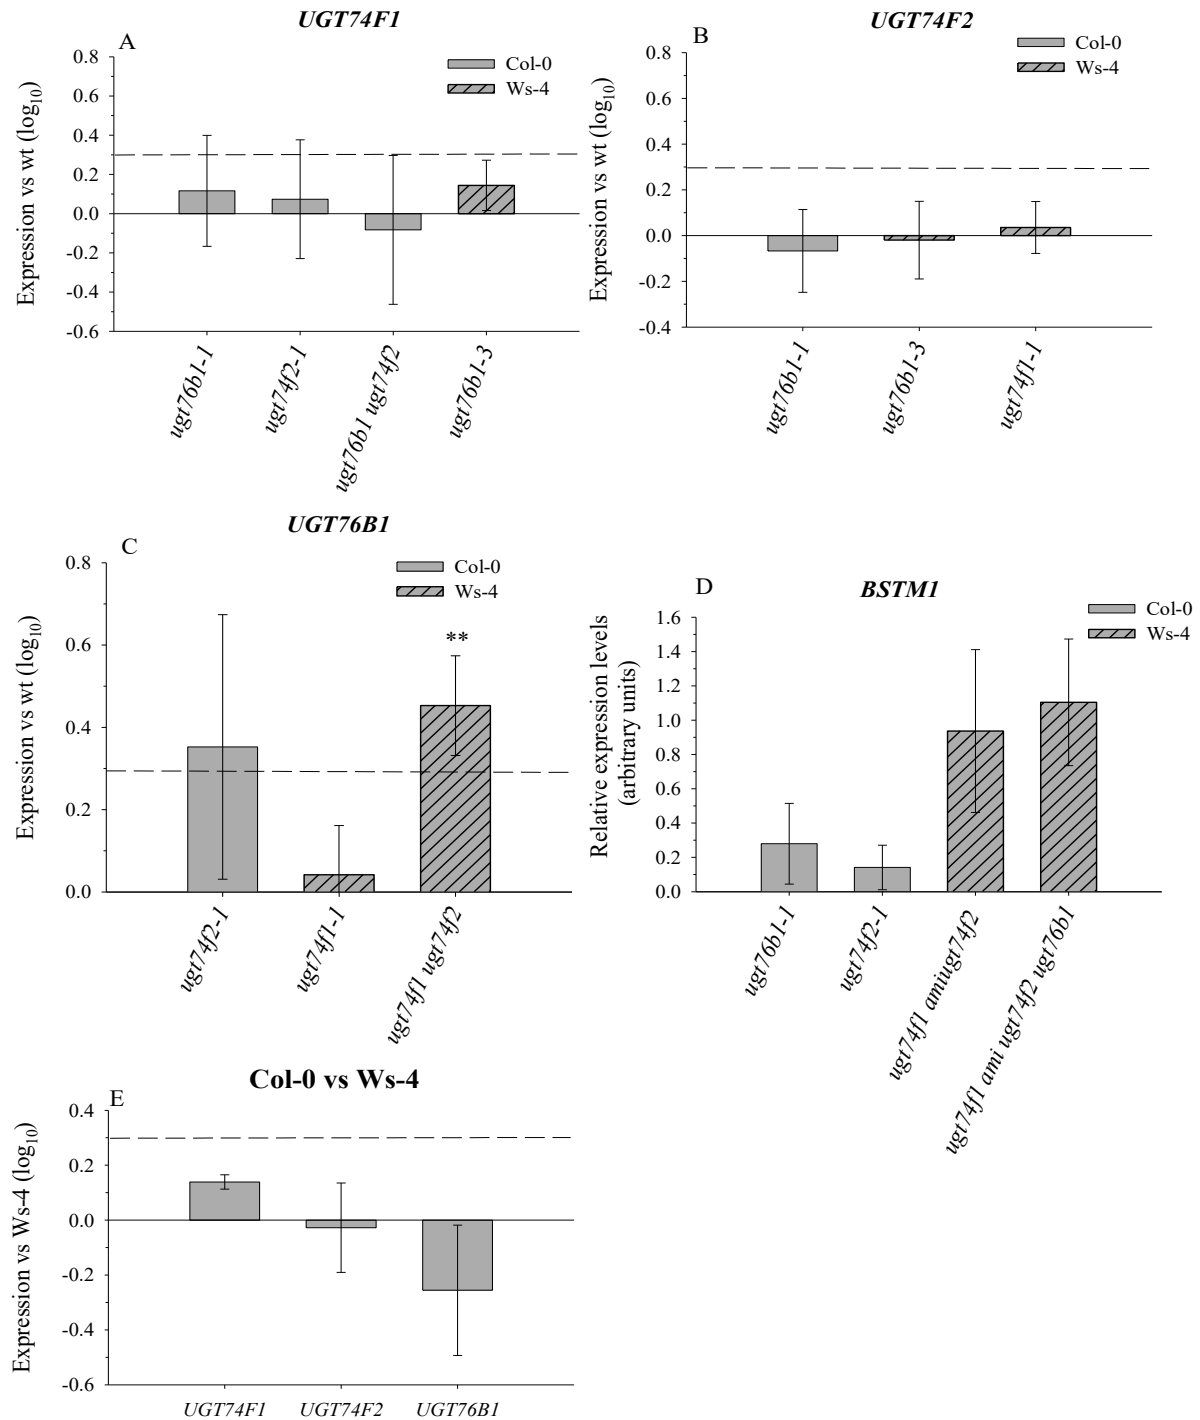 UGT74F1
A
Col-0
Ws-4
Expression vs wt (log10)
0.8
0.6
0.4
0.2
0.0
-0.2
-0.4
-0.6
ugt76b1-1
ugt74f2-1
ugt76b1 ugt74f2
ugt76b1-3
UGT74F2
B
Col-0
Ws-4
Expression vs wt (log10)
0.8
0.6
0.4
0.2
0.0
-0.2
-0.4
ugt76b1-1
ugt76b1-3
ugt74f1-1
UGT76B1
C
Col-0
Ws-4
Expression vs wt (log10)
0.8
0.6
0.4
0.2
0.0
**
ugt74f2-1
ugt74f1-1
ugt74f1 ugt74f2
D
BSTM1
Col-0
Ws-4
Relative expression levels
(arbitrary units)
1.6
1.4
1.2
1.0
0.8
0.6
0.4
0.2
0.0
ugt76b1-1
ugt74f2-1
ugt74f1 amiugt74f2
ugt74f1 ami ugt74f2 ugt76b1
Col-0 vs Ws-4
E
Expression vs Ws-4 (log10)
0.4
0.2
0.0
-0.2
-0.4
-0.6
UGT74F1
UGT74F2
UGT76B1